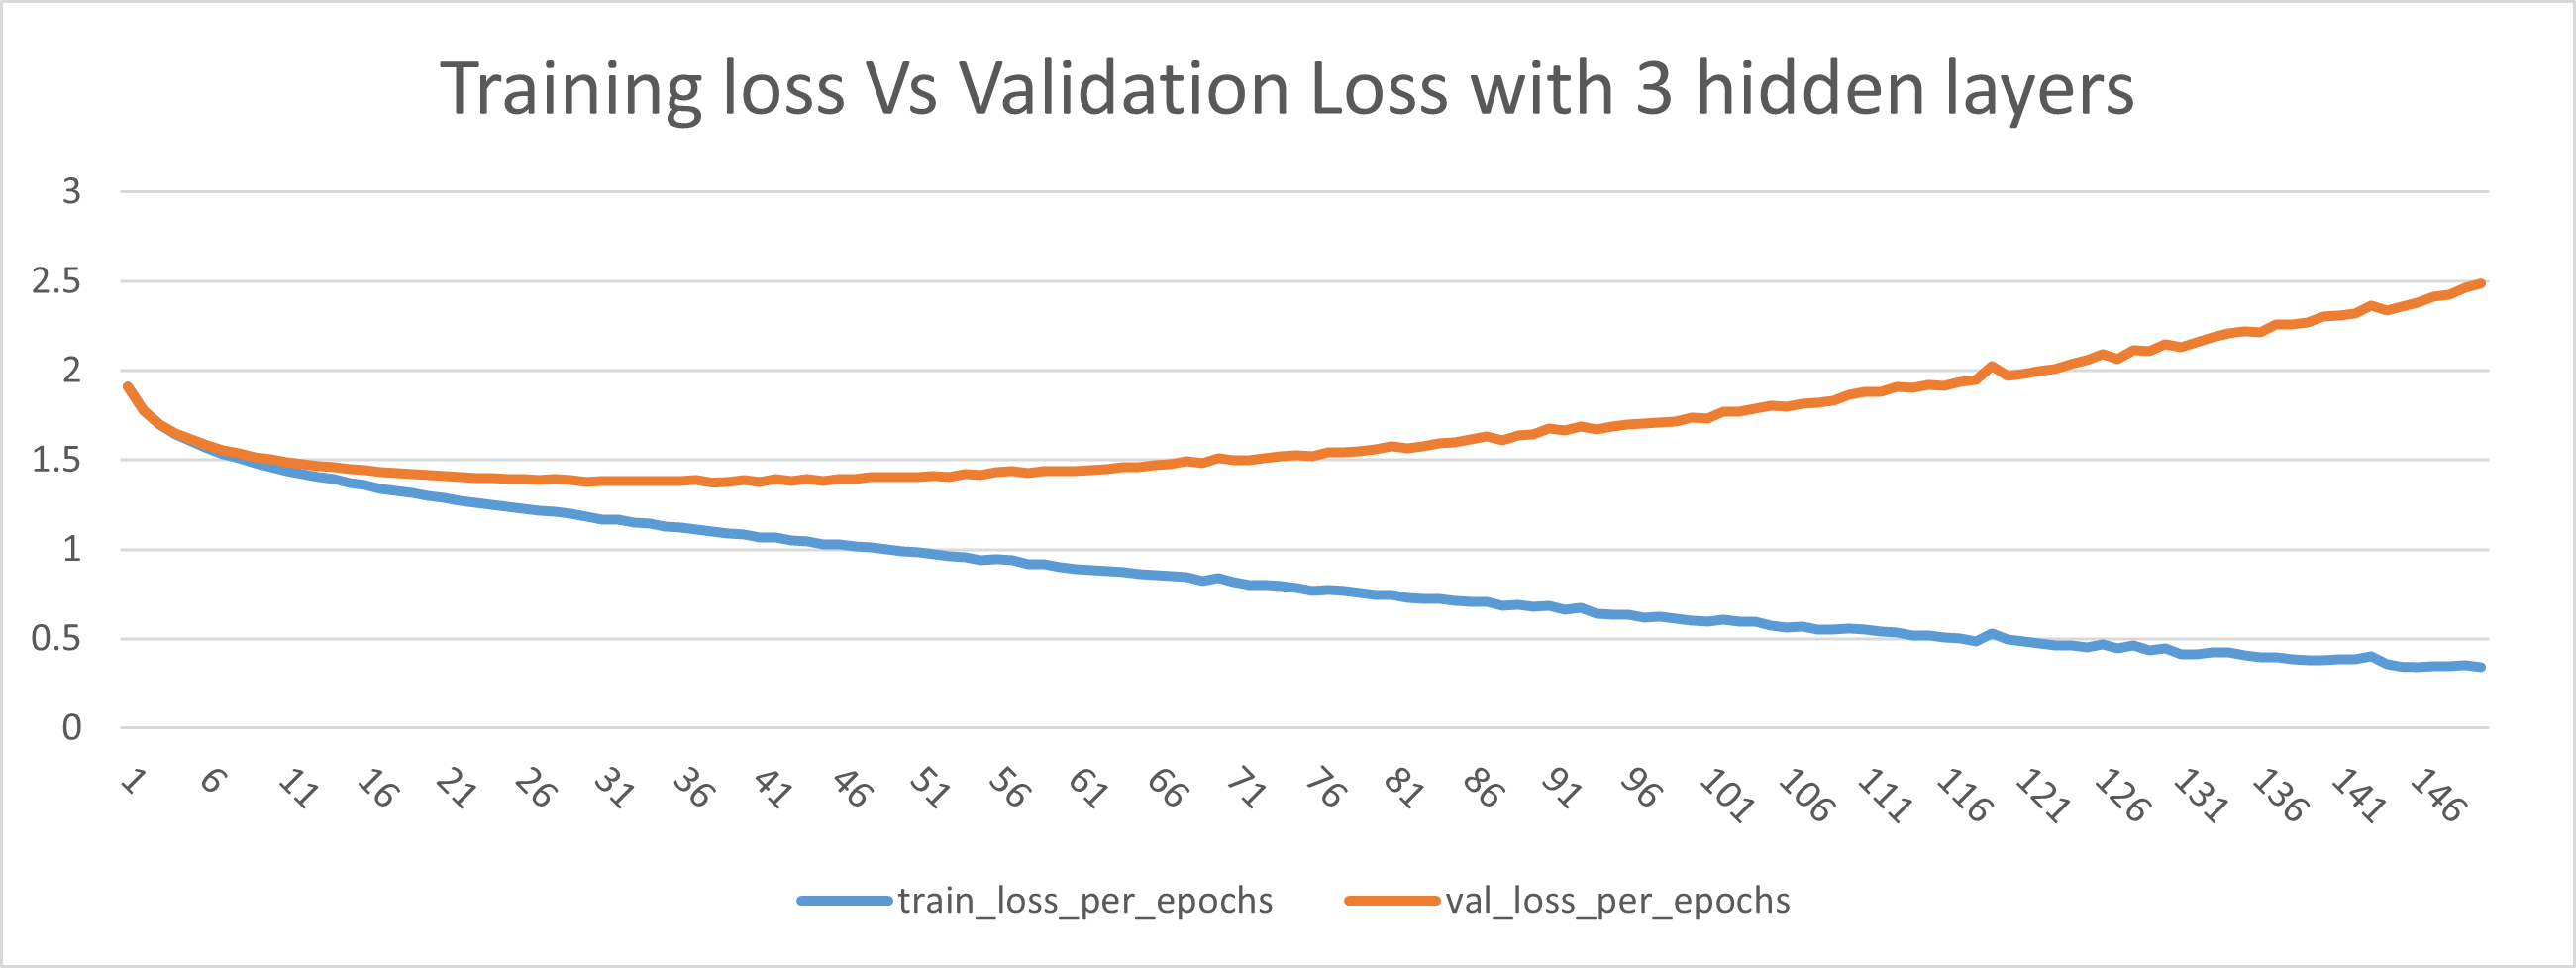 Training loss Vs Validation Loss with 3 hidden layers
3
2.5
2
1.5
1
0.5
0
1 6 11 16 21 26 31 36 41 46 51 56 61 66 71 76 81 86 91 96 101 106 111 116 121 126 131 136 141 146
train_loss_per_epochs val_loss_per_epochs